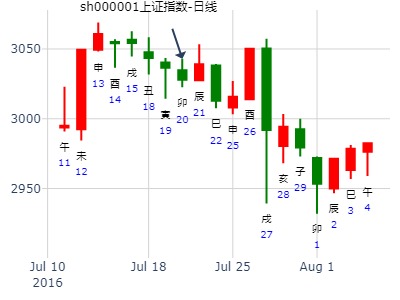 sh000001上证指数-日线
3050
3000
2950
午
11
未
12
申
13
酉
14
戌
15
丑
18
寅
19
卯
20
辰
21
巳
22
申
25
酉
26
戌
27
亥
28
子
29
卯
1
辰
2
巳
3
午
4
Jul 10
2016
Jul 18
Jul 25
Aug 1